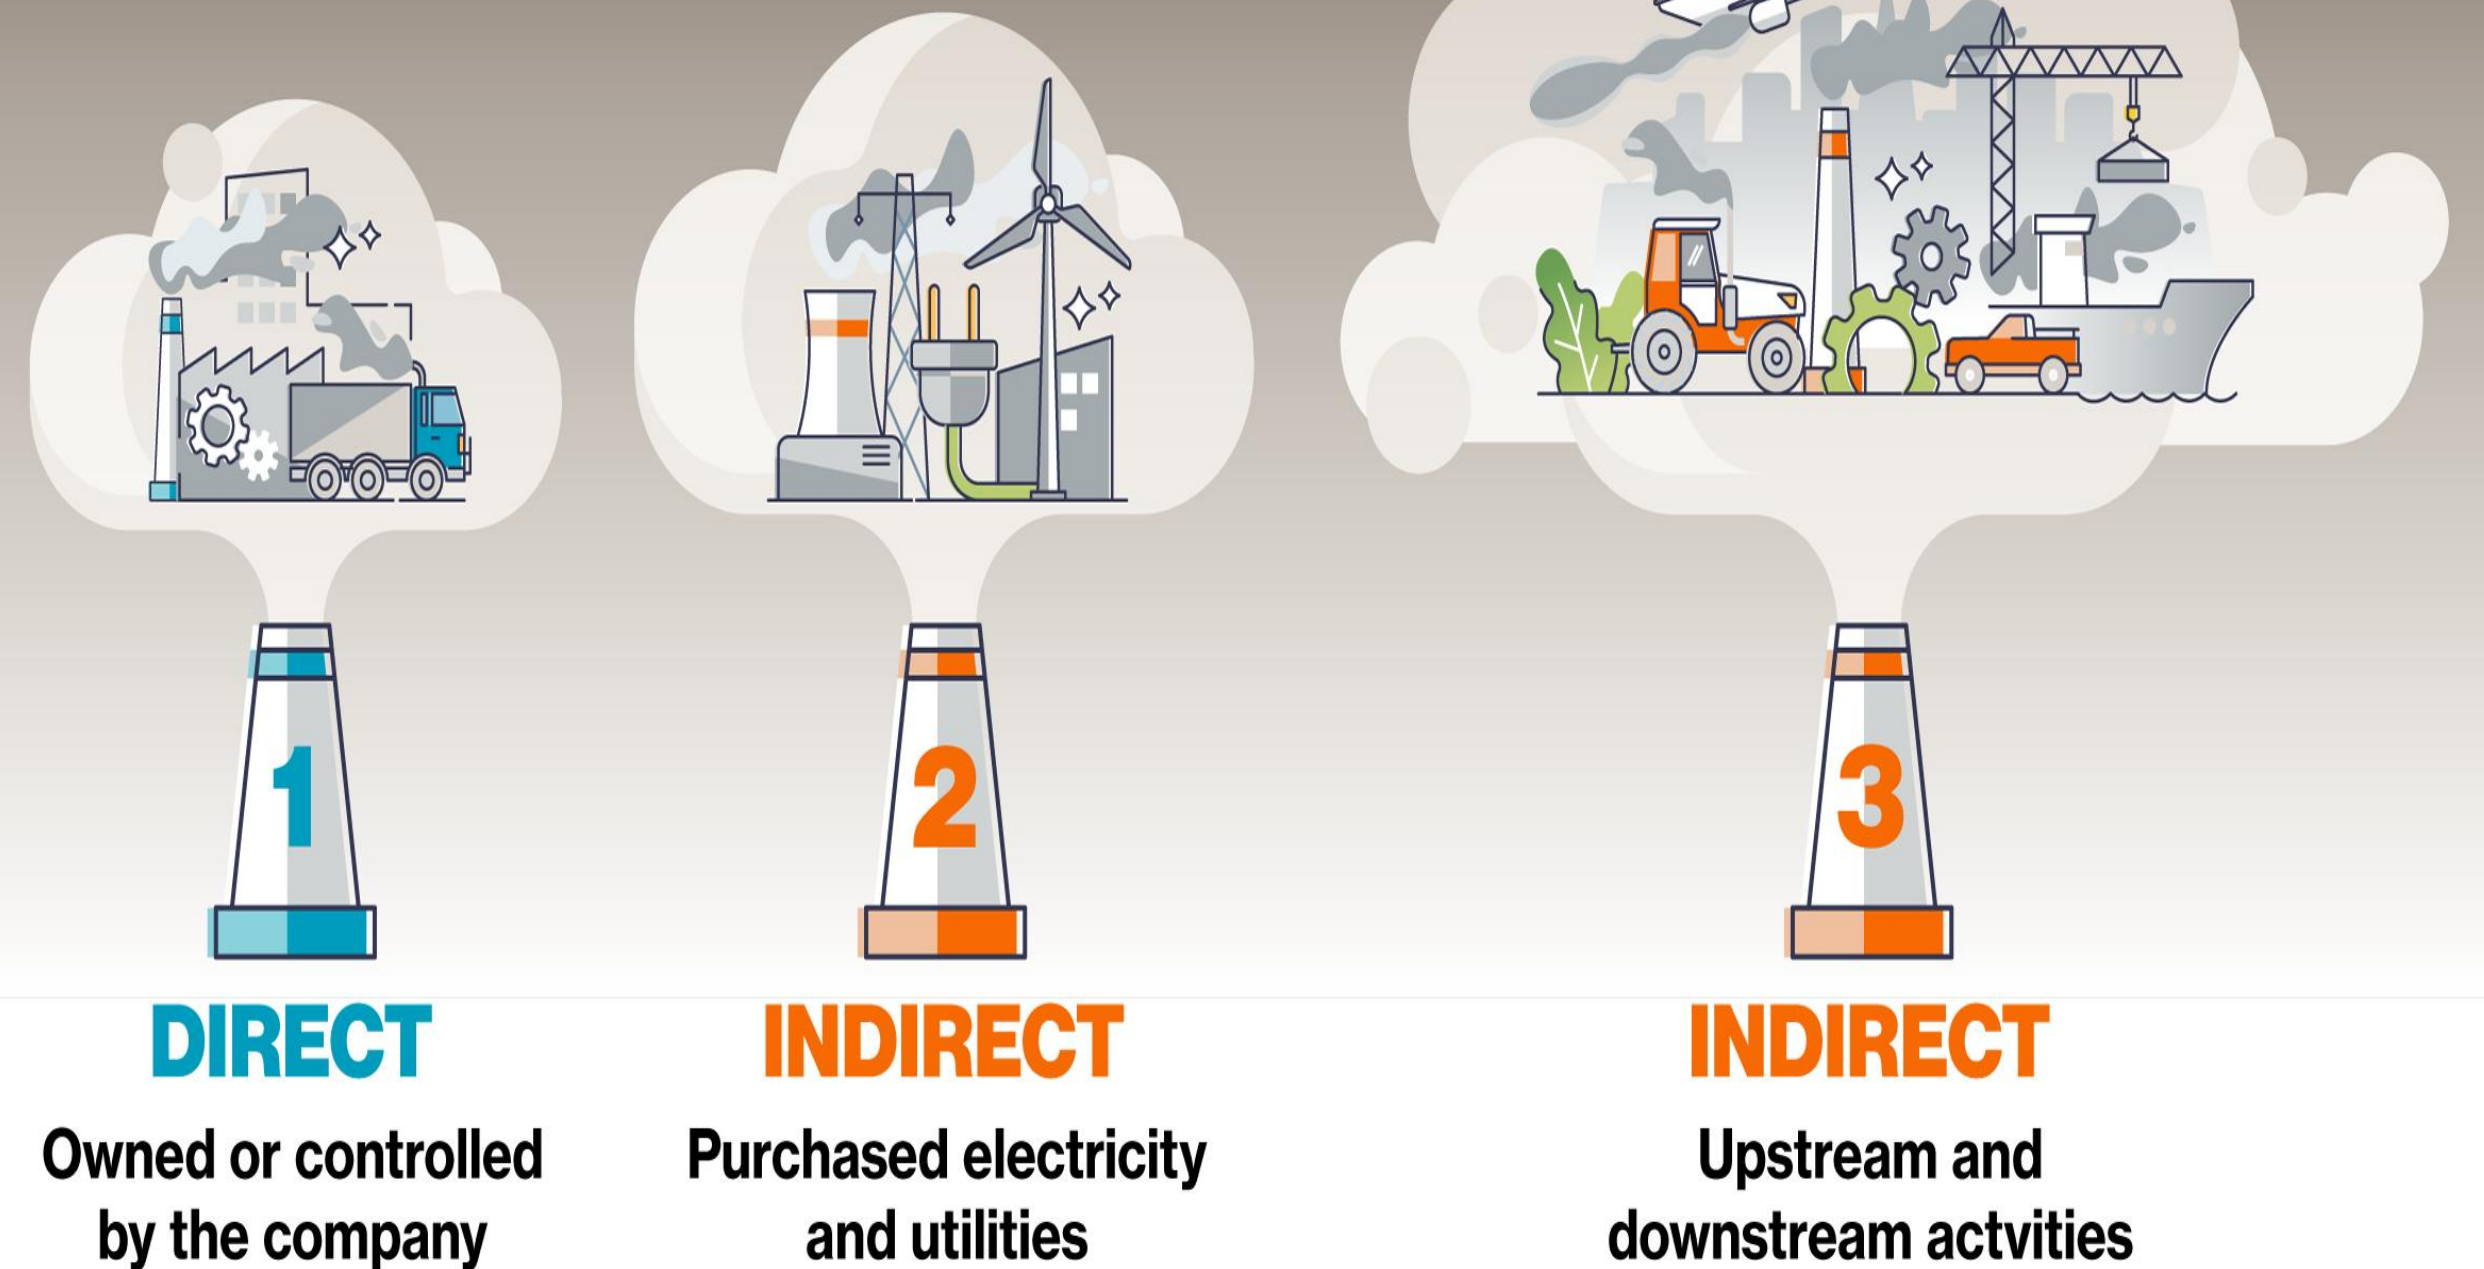 1
2
3
DIRECT
Owned or controlled
by the company
INDIRECT
Purchased electricity
and utilities
INDIRECT
Upstream and
downstream actvities